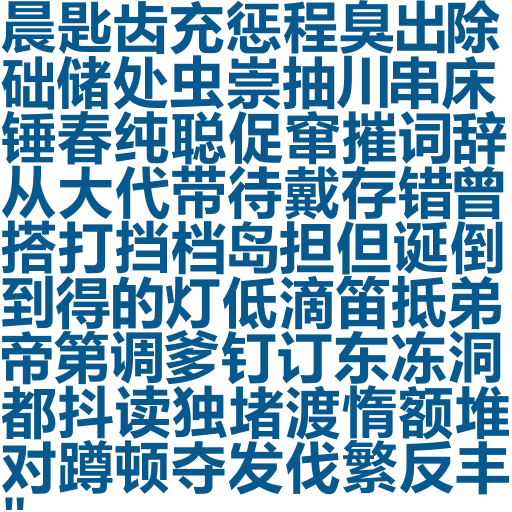 晨匙齿充惩程臭出除
础储处虫崇抽川串床
锤春纯聪促窜摧词辞
从大代带待戴存错曾
搭打挡档岛担但诞倒
到得的灯低滴笛抵弟
帝第调爹钉订东冻洞
都抖读独堵渡惰额堆
对蹲顿夺发伐繁反丰
"